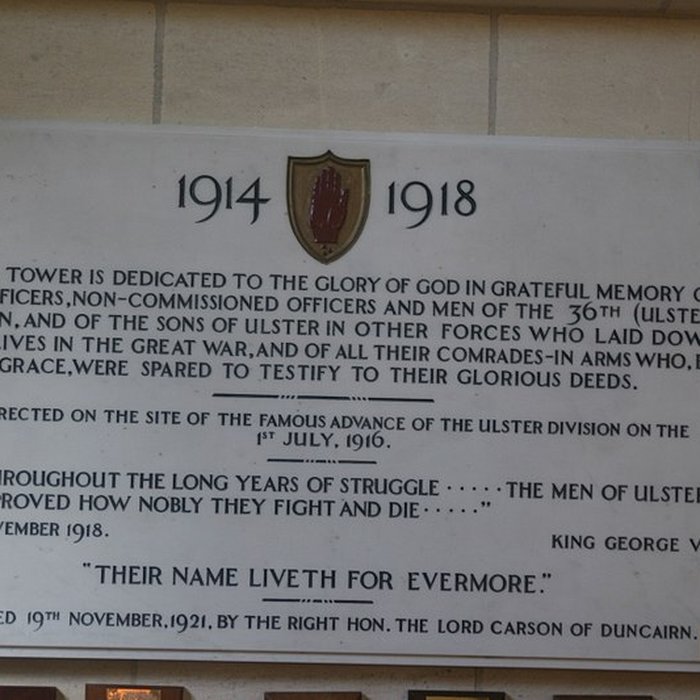 1914 1918
TOWER IS DEDICATED TO THE GLORY OF GOD IN GRATEFUL MEMORY O
FFICERS, NON-COMMISSIONED OFFICERS AND MEN OF THE 36TH (ULSTE
N, AND OF THE SONS OF ULSTER IN OTHER FORCES WHO LAID DOW
LIVES IN THE GREAT WAR, AND OF ALL THEIR COMRADES-IN ARMS WHO, B
GRACE, WERE SPARED TO TESTIFY TO THEIR GLORIOUS DEEDS.
RECTED ON THE SITE OF THE FAMOUS ADVANCE OF THE ULSTER DIVISION ON THE
1ST JULY, 1916.
HROUGHOUT THE LONG YEARS OF STRUGGLE ····· THE MEN OF ULSTE
PROVED HOW NOBLY THEY FIGHT AND DIE ·····"
VEMBER 1918.
KING GEORGE V
"THEIR NAME LIVETH FOR EVERMORE."
ED 19TH NOVEMBER, 1921, BY THE RIGHT HON. THE LORD CARSON OF DUNCAIRN.